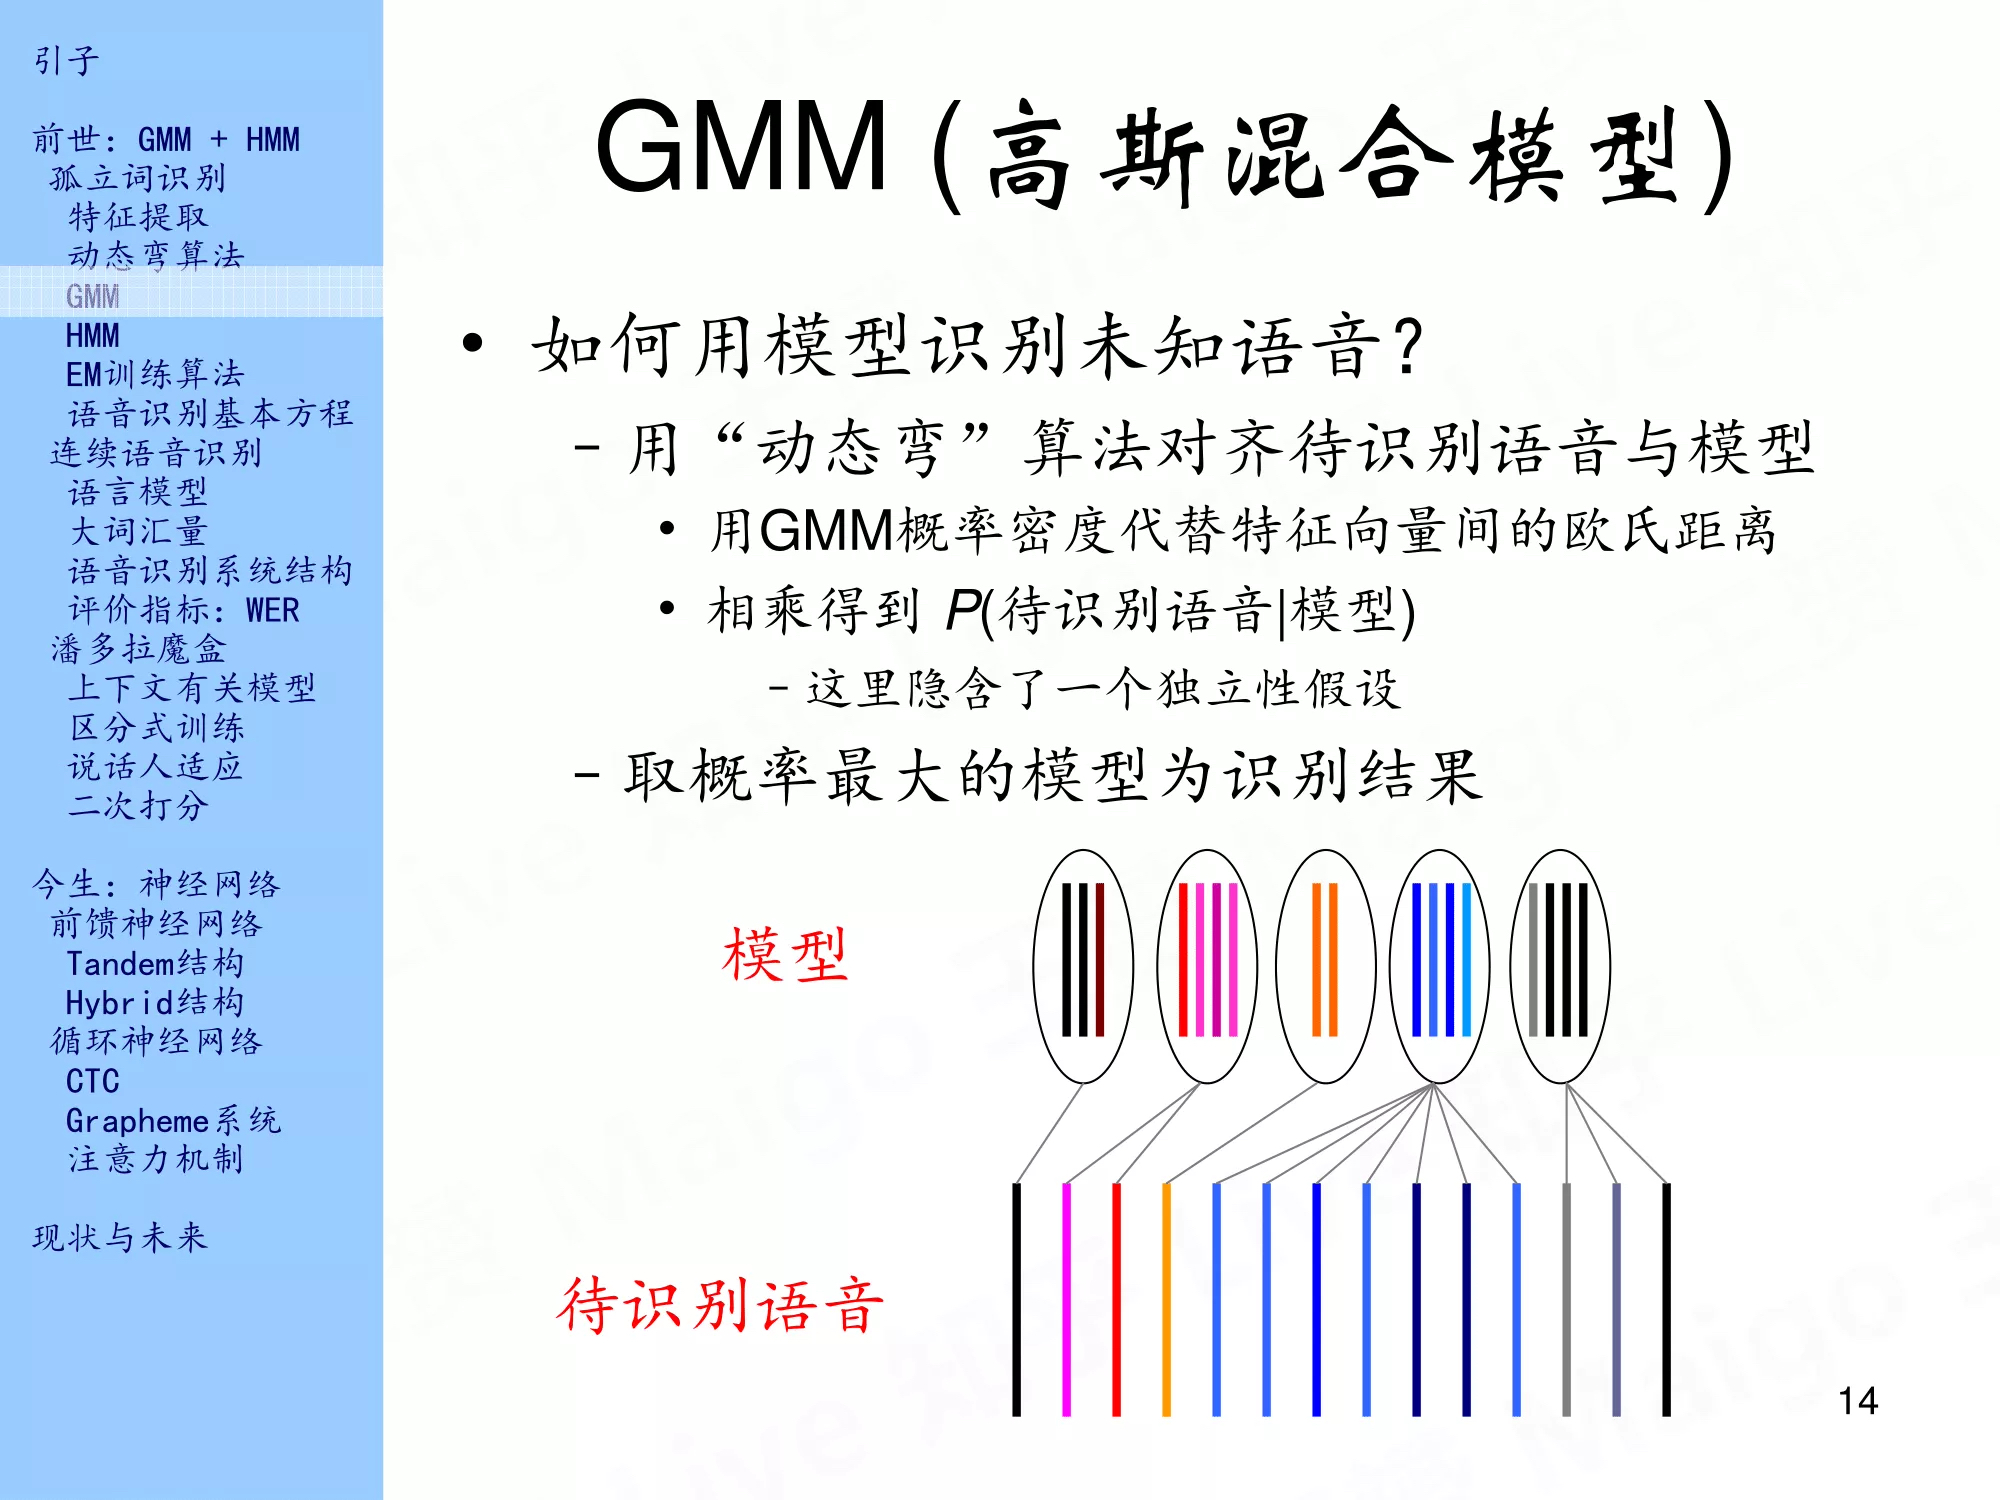 引子
前世：GMM + HMM
孤立词识别
特征提取
动态弯算法
GMM
HMM
EM训练算法
语音识别基本方程
连续语音识别
语言模型
大词汇量
语音识别系统结构
评价指标：WER
潘多拉魔盒
上下文有关模型
区分式训练
说话人适应
二次打分
今生：神经网络
前馈神经网络
Tandem结构
Hybrid结构
循环神经网络
CTC
Grapheme系统
注意力机制
现状与未来
GMM (高斯混合模型)
• 如何用模型识别未知语音?
– 用“动态弯”算法对齐待识别语音与模型
• 用GMM概率密度代替特征向量间的欧氏距离
• 相乘得到 P(待识别语音|模型)
– 这里隐含了一个独立性假设
– 取概率最大的模型为识别结果
模型
待识别语音
14